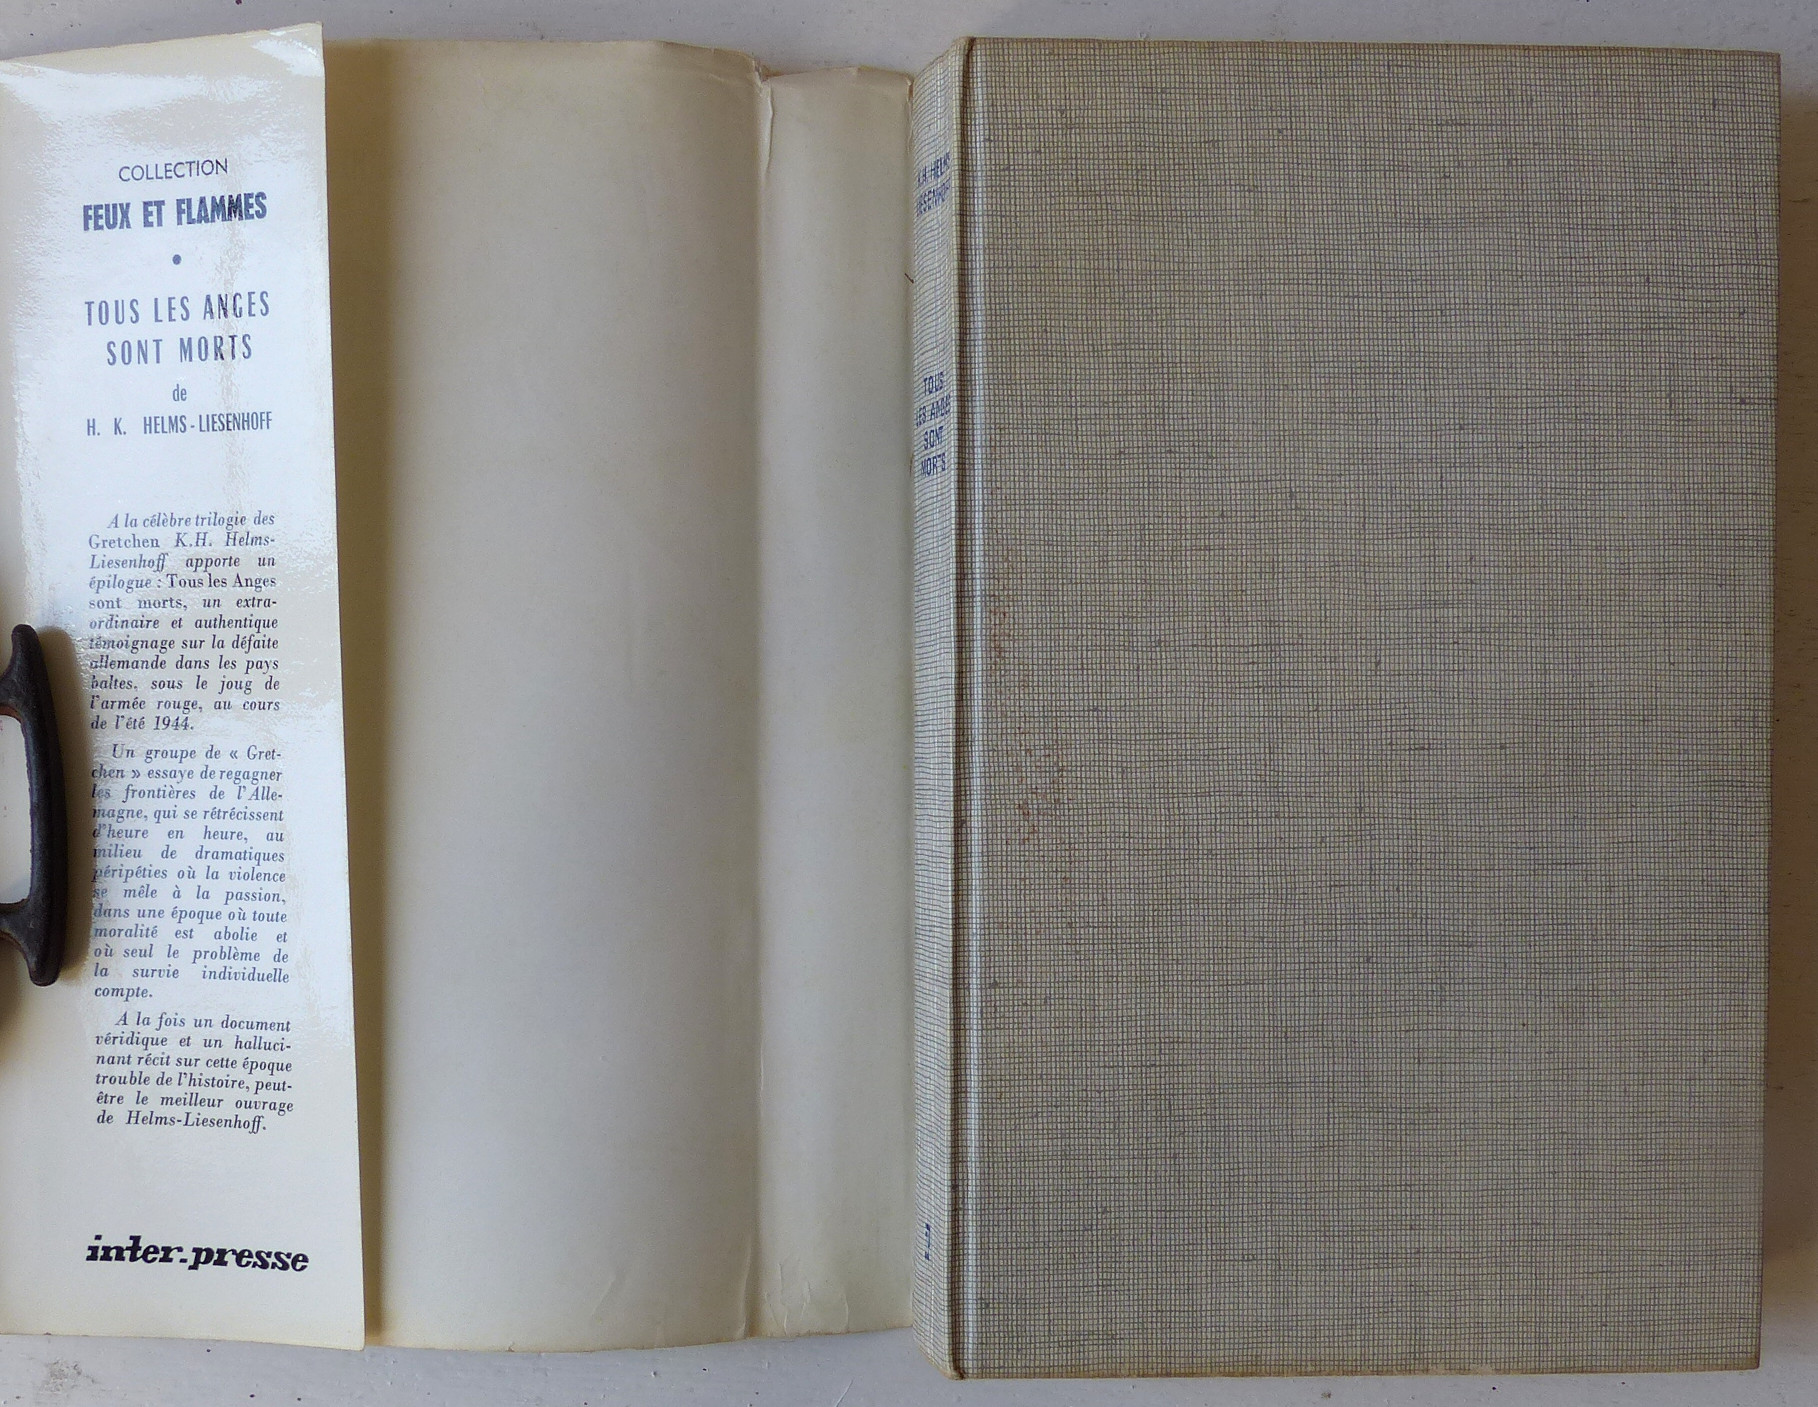 COLLECTION
FEUX ET FLAMMES
•
TOUS LES ANGES
SONT MORTS
de
H. K. HELMS-LIESENHOFF
A la célèbre trilogie des
Gretchen K.H. Helms-
Liesenhoff apporte un
épilogue : Tous les Anges
sont morts, un extra-
ordinaire et authentique
témoignage sur la défaite
allemande dans les pays
baltes, sous le joug de
l'armée rouge, au cours
de l'été 1944.
Un groupe de « Gret-
chen » essaye de regagner
les frontières de l'Alle-
magne, qui se rétrécissent
d'heure en heure, au
milieu de dramatiques
péripéties où la violence
se mêle à la passion,
dans une époque où toute
moralité est abolie et
où seul le problème de
la survie individuelle
compte.
A la fois un document
véridique et un halluci-
nant récit sur cette époque
trouble de l'histoire, peut-
être le meilleur ouvrage
de Helms-Liesenhoff.
inter-presse
HELMS
TOUS
LES ANGES
SONT
MORTS